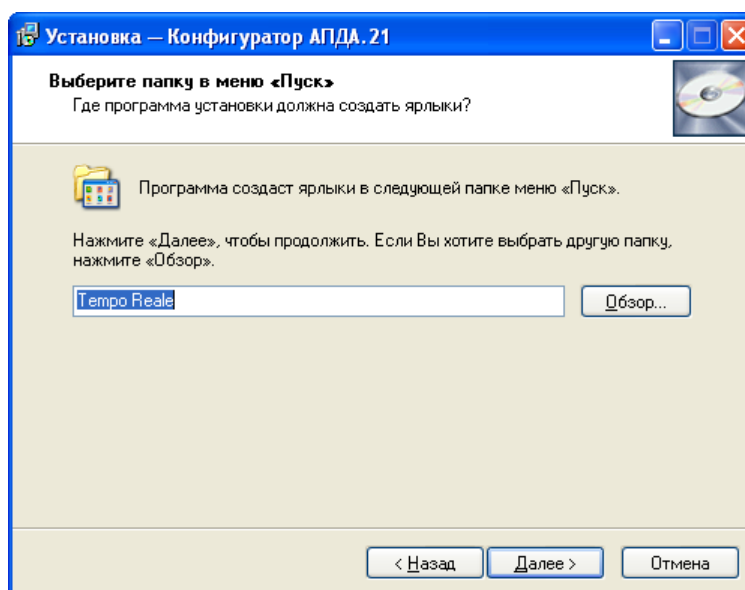 Установка — Конфигуратор АПДА.21
Выберите папку в меню «Пуск»
Где программа установки должна создать ярлыки?
Программа создаст ярлыки в следующей папке меню «Пуск».
Нажмите «Далее», чтобы продолжить. Если Вы хотите выбрать другую папку,
нажмите «Обзор».
Tempo Reale
Обзор...
< Назад
Далее >
Отмена